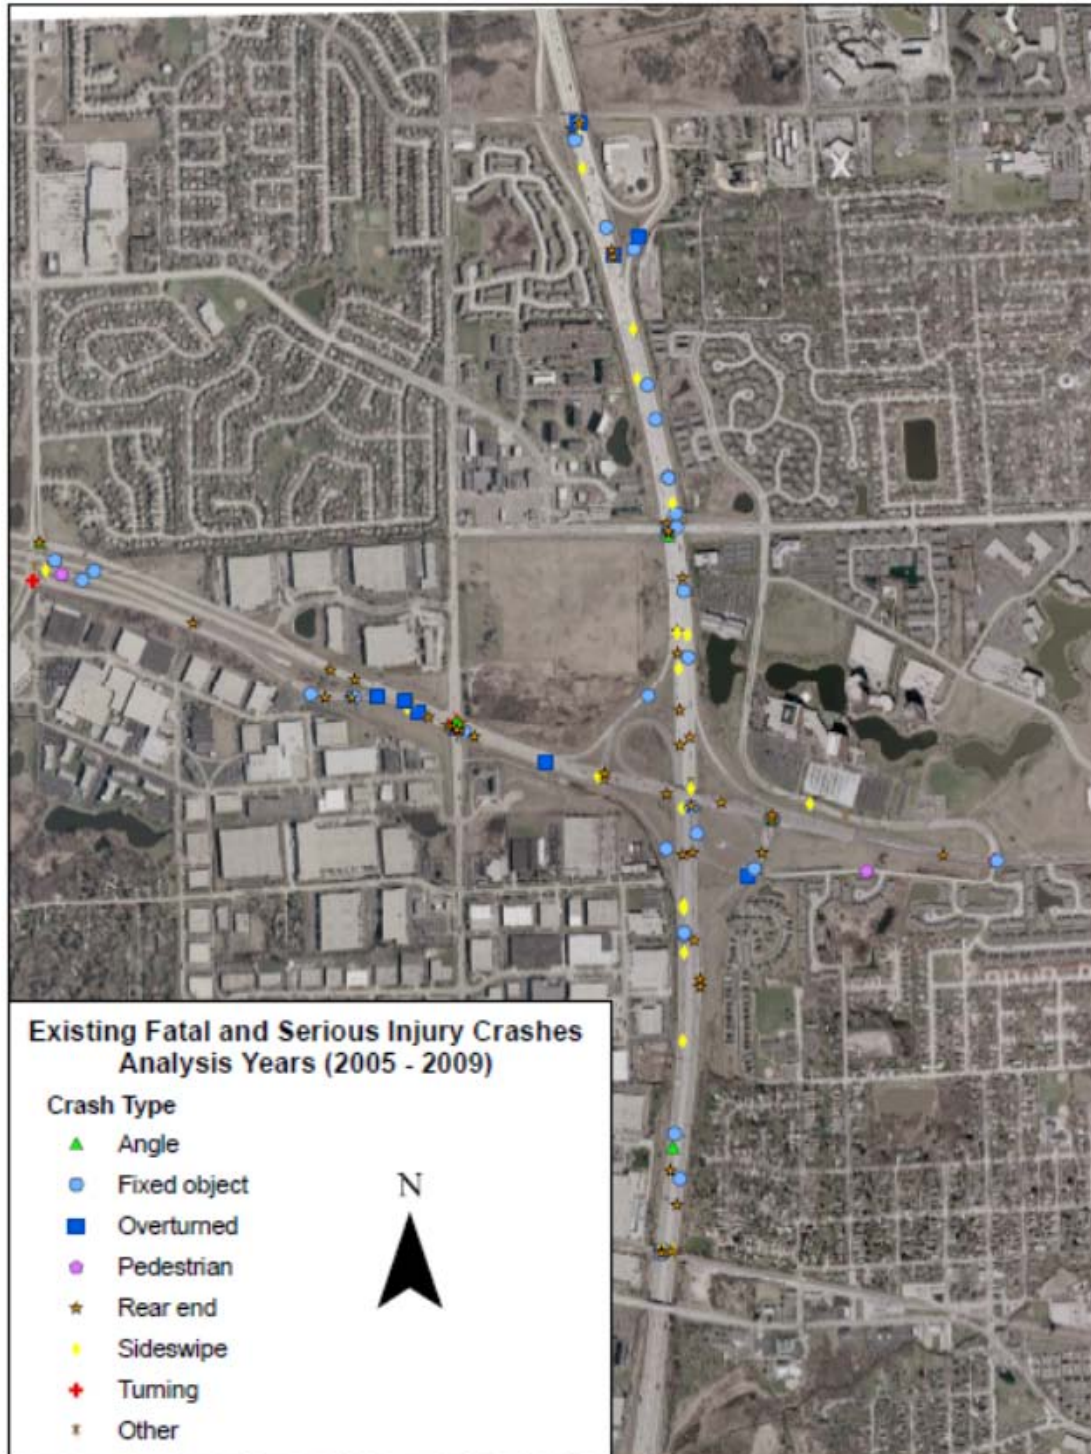 Existing Fatal and Serious Injury Crashes
Analysis Years (2005 - 2009)
Crash Type
Angle
Fixed object
Overturned
Pedestrian
Rear end
Sideswipe
Turning
Other
N